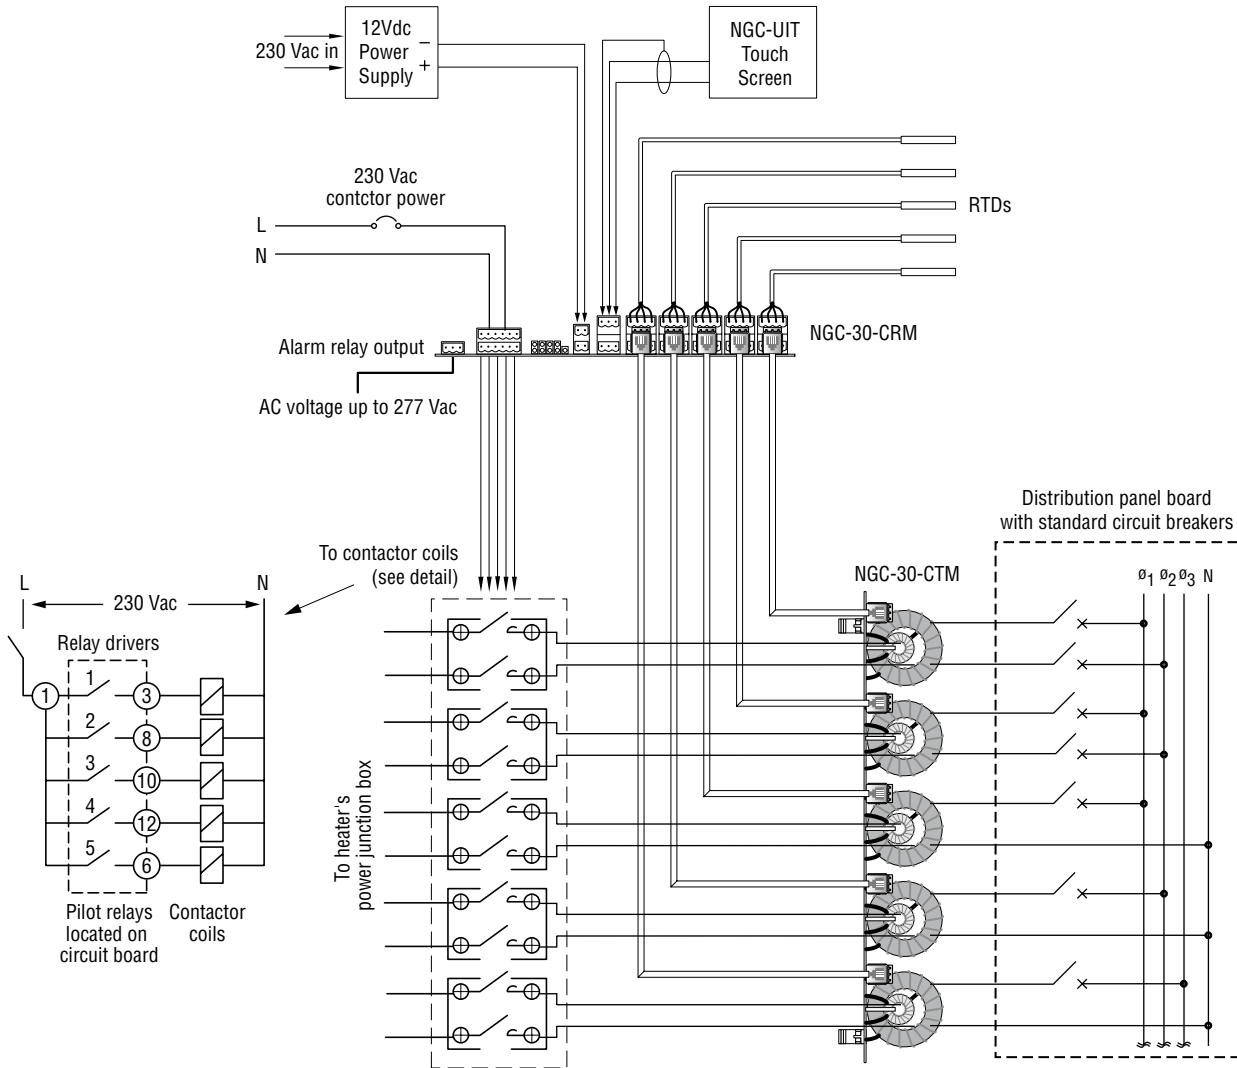 12Vdc
Power
Supply
−
+
230 Vac in
NGC-UIT
Touch
Screen
230 Vac
contctor power
L
N
RTDs
NGC-30-CRM
Alarm relay output
AC voltage up to 277 Vac
Distribution panel board
with standard circuit breakers
To contactor coils
(see detail)
NGC-30-CTM
ø1 ø2 ø3 N
L
N
230 Vac
Relay drivers
1
1
3
2
8
3
10
4
12
5
6
Pilot relays
located on
circuit board
Contactor
coils
To heater's
power junction box